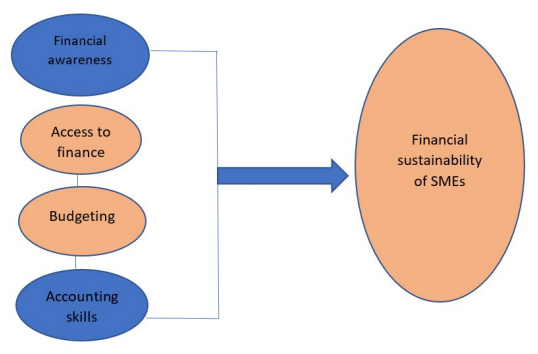 Financial
awareness
Access to
finance
Budgeting
Accounting
skills
Financial
sustainability
of SMEs